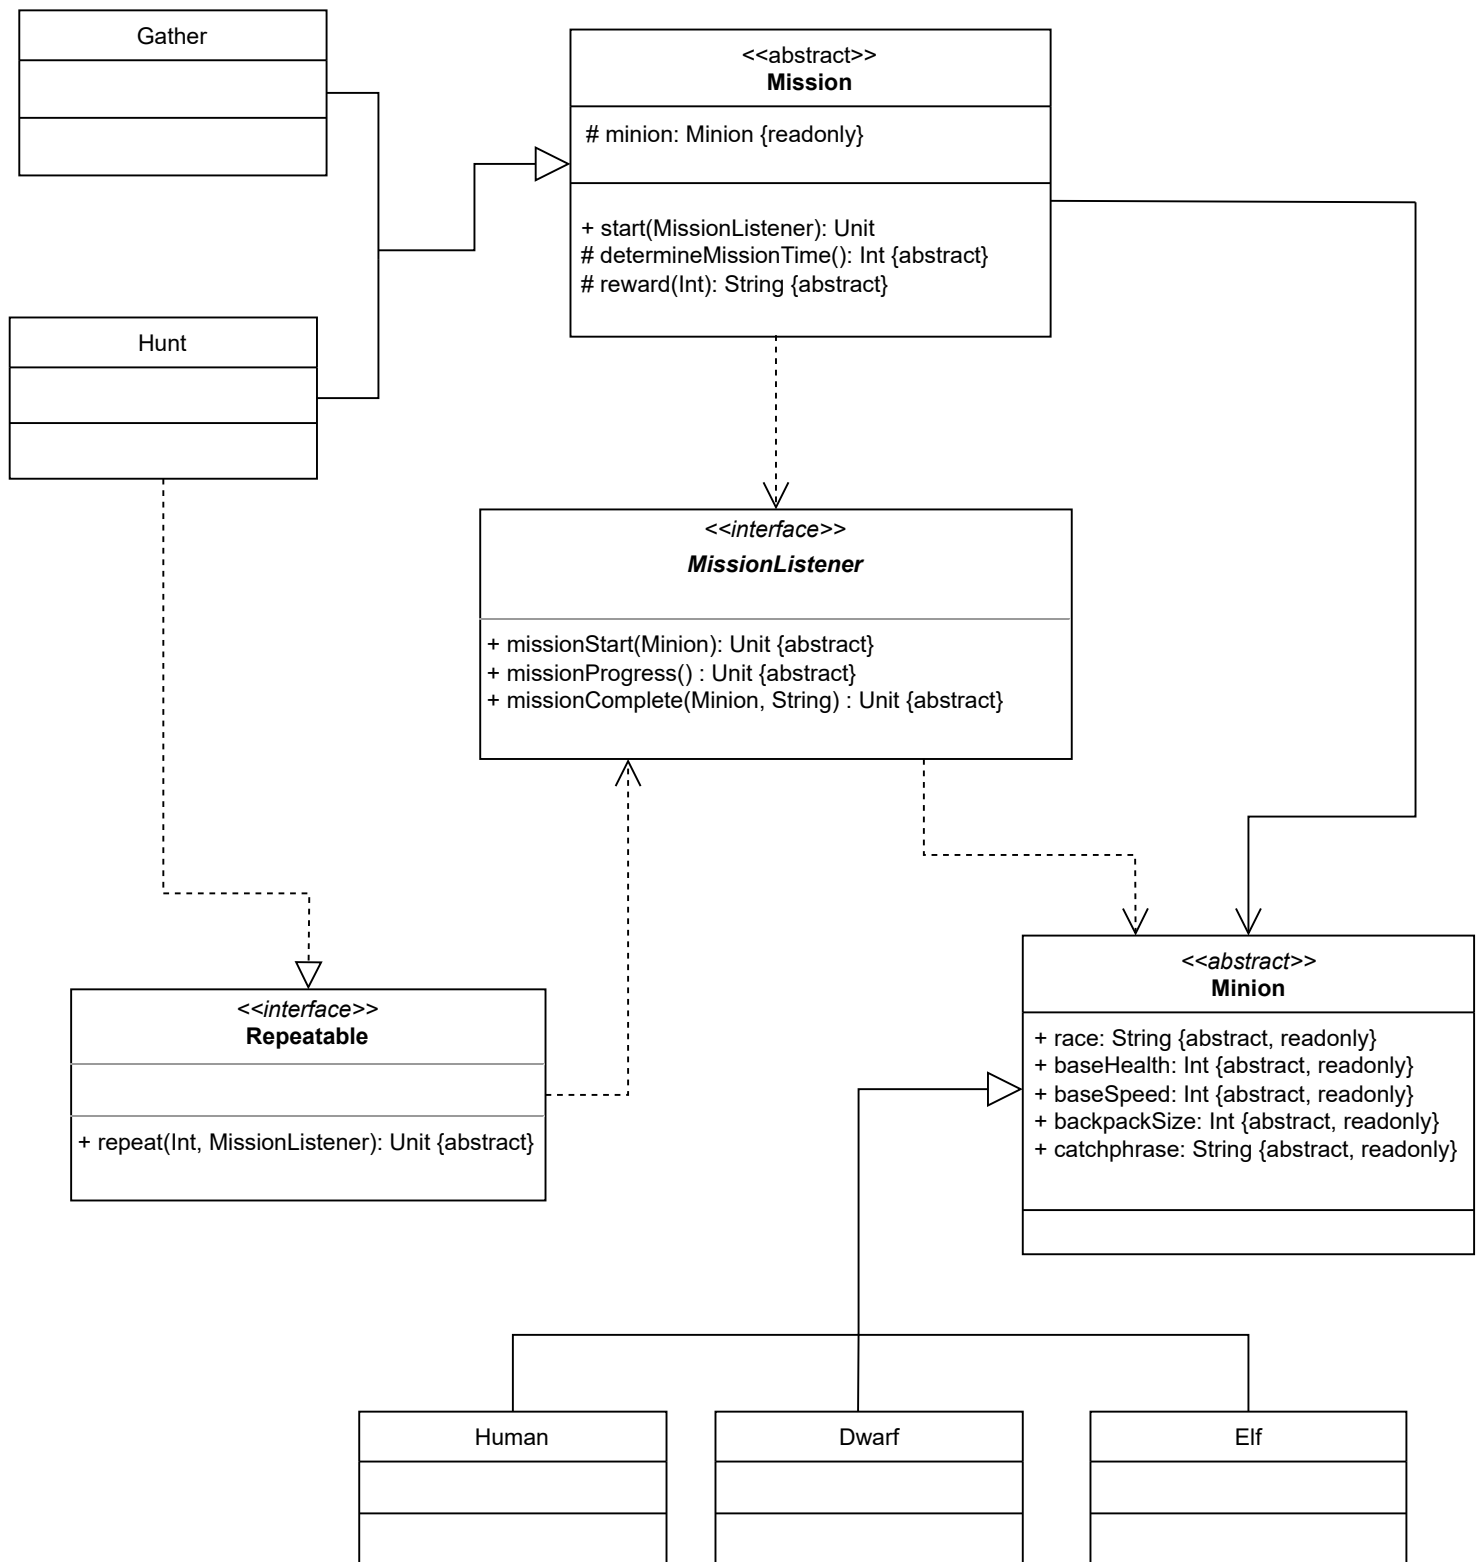 Gather
<<abstract>>
Mission
# minion: Minion {readonly}
+ start(MissionListener): Unit
# determineMissionTime(): Int {abstract}
# reward(Int): String {abstract}
Hunt
<<interface>>
MissionListener
+ missionStart(Minion): Unit {abstract}
+ missionProgress() : Unit {abstract}
+ missionComplete(Minion, String) : Unit {abstract}
<<interface>>
Repeatable
+ repeat(Int, MissionListener): Unit {abstract}
<<abstract>>
Minion
+ race: String {abstract, readonly}
+ baseHealth: Int {abstract, readonly}
+ baseSpeed: Int {abstract, readonly}
+ backpackSize: Int {abstract, readonly}
+ catchphrase: String {abstract, readonly}
Human
Dwarf
Elf